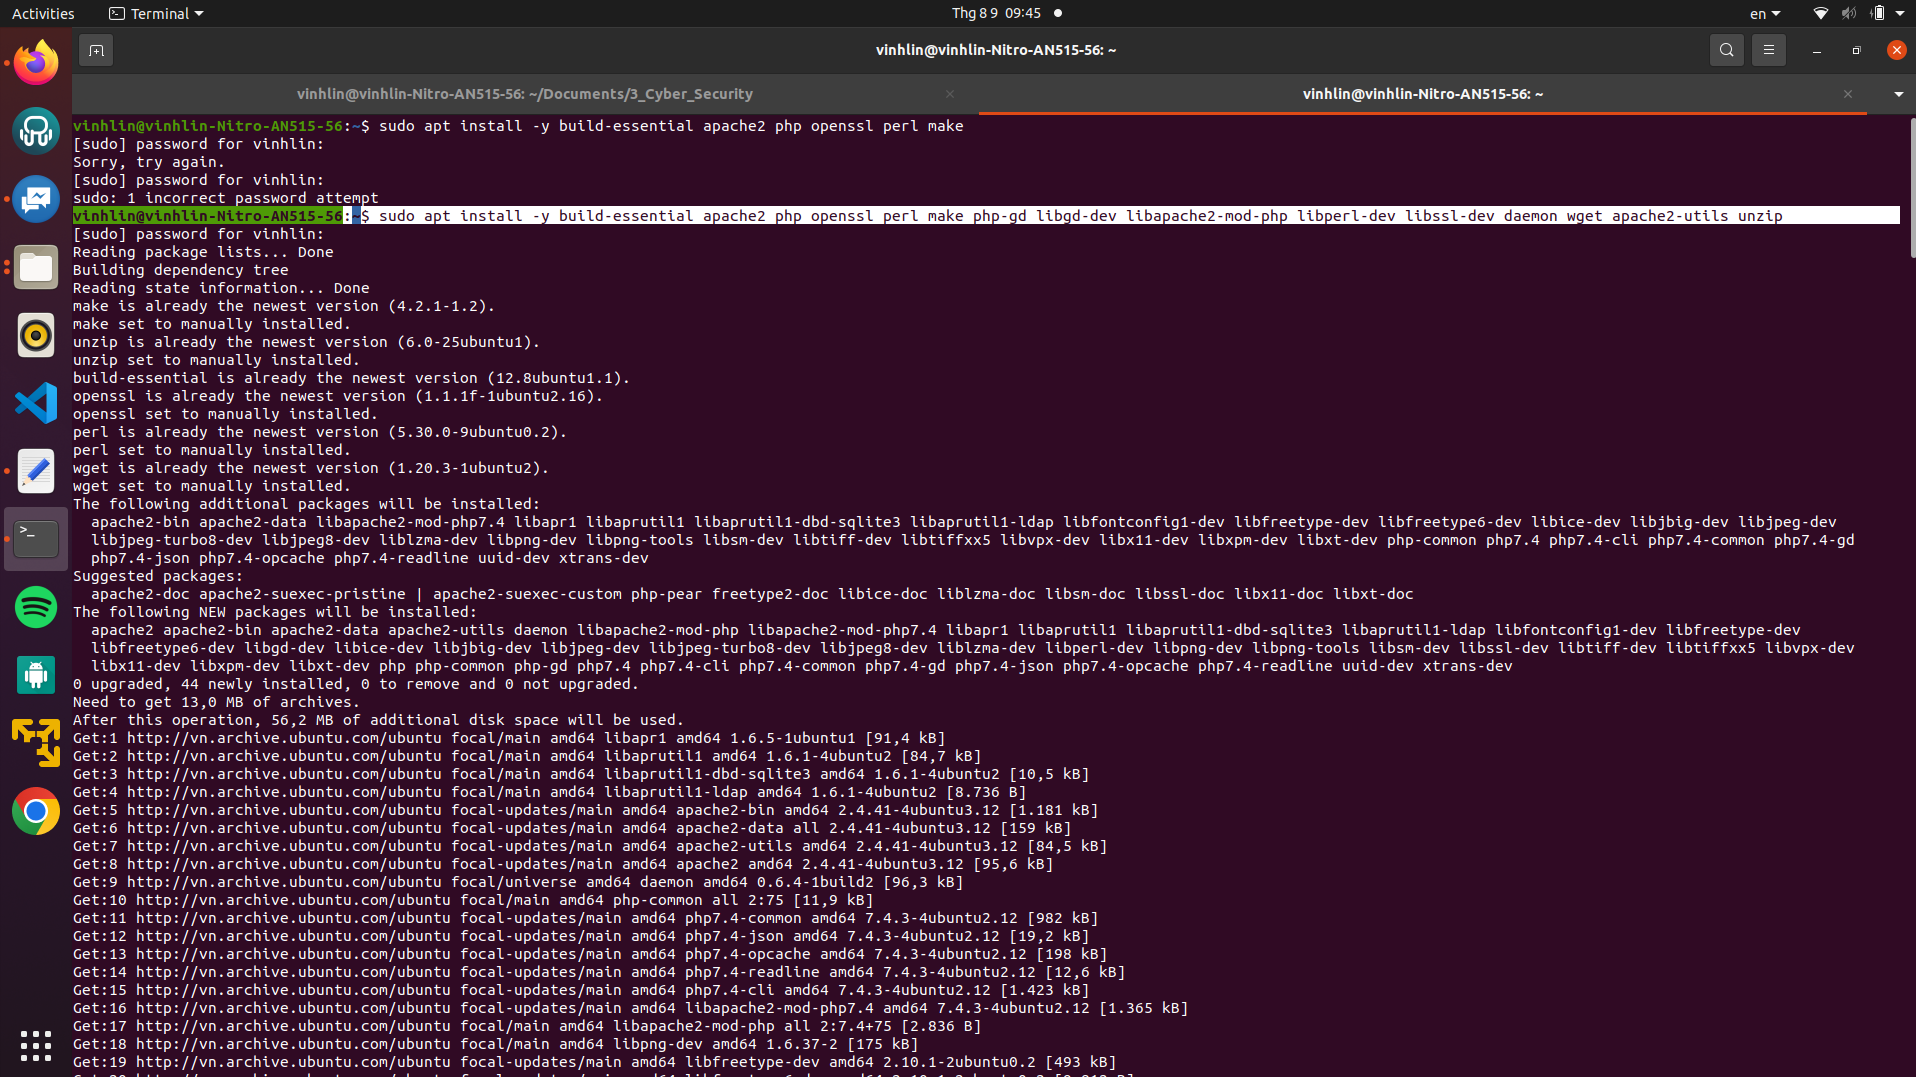 Activities
Terminal
Thg 8 9 09:45
en
vinhlin@vinhlin-Nitro-AN515-56: ~
vinhlin@vinhlin-Nitro-AN515-56: ~/Documents/3_Cyber_Security
vinhlin@vinhlin-Nitro-AN515-56: ~
vinhlin@vinhlin-Nitro-AN515-56:~$ sudo apt install -y build-essential apache2 php openssl perl make
[sudo] password for vinhlin:
Sorry, try again.
[sudo] password for vinhlin:
sudo: 1 incorrect password attempt
vinhlin@vinhlin-Nitro-AN515-56:~$ sudo apt install -y build-essential apache2 php openssl perl make php-gd libgd-dev libapache2-mod-php libperl-dev libssl-dev daemon wget apache2-utils unzip
[sudo] password for vinhlin:
Reading package lists... Done
Building dependency tree
Reading state information... Done
make is already the newest version (4.2.1-1.2).
make set to manually installed.
unzip is already the newest version (6.0-25ubuntu1).
unzip set to manually installed.
build-essential is already the newest version (12.8ubuntu1.1).
openssl is already the newest version (1.1.1f-1ubuntu2.16).
openssl set to manually installed.
perl is already the newest version (5.30.0-9ubuntu0.2).
perl set to manually installed.
wget is already the newest version (1.20.3-1ubuntu2).
wget set to manually installed.
The following additional packages will be installed:
apache2-bin apache2-data libapache2-mod-php7.4 libapr1 libaprutil1 libaprutil1-dbd-sqlite3 libaprutil1-ldap libfontconfig1-dev libfreetype-dev libfreetype6-dev libice-dev libjbig-dev libjpeg-dev
libjpeg-turbo8-dev libjpeg8-dev liblzma-dev libpng-dev libpng-tools libsm-dev libtiff-dev libtiffxx5 libvpx-dev libx11-dev libxpm-dev libxt-dev php-common php7.4 php7.4-cli php7.4-common php7.4-gd
php7.4-json php7.4-opcache php7.4-readline uuid-dev xtrans-dev
Suggested packages:
apache2-doc apache2-suexec-pristine | apache2-suexec-custom php-pear freetype2-doc libice-doc liblzma-doc libsm-doc libssl-doc libx11-doc libxt-doc
The following NEW packages will be installed:
apache2 apache2-bin apache2-data apache2-utils daemon libapache2-mod-php libapache2-mod-php7.4 libapr1 libaprutil1 libaprutil1-dbd-sqlite3 libaprutil1-ldap libfontconfig1-dev libfreetype-dev
libfreetype6-dev libgd-dev libice-dev libjbig-dev libjpeg-dev libjpeg-turbo8-dev libjpeg8-dev liblzma-dev libperl-dev libpng-dev libpng-tools libsm-dev libssl-dev libtiff-dev libtiffxx5 libvpx-dev
libx11-dev libxpm-dev libxt-dev php php-common php-gd php7.4 php7.4-cli php7.4-common php7.4-gd php7.4-json php7.4-opcache php7.4-readline uuid-dev xtrans-dev
0 upgraded, 44 newly installed, 0 to remove and 0 not upgraded.
Need to get 13,0 MB of archives.
After this operation, 56,2 MB of additional disk space will be used.
Get:1 http://vn.archive.ubuntu.com/ubuntu focal/main amd64 libapr1 amd64 1.6.5-1ubuntu1 [91,4 kB]
Get:2 http://vn.archive.ubuntu.com/ubuntu focal/main amd64 libaprutil1 amd64 1.6.1-4ubuntu2 [84,7 kB]
Get:3 http://vn.archive.ubuntu.com/ubuntu focal/main amd64 libaprutil1-dbd-sqlite3 amd64 1.6.1-4ubuntu2 [10,5 kB]
Get:4 http://vn.archive.ubuntu.com/ubuntu focal/main amd64 libaprutil1-ldap amd64 1.6.1-4ubuntu2 [8.736 B]
Get:5 http://vn.archive.ubuntu.com/ubuntu focal-updates/main amd64 apache2-bin amd64 2.4.41-4ubuntu3.12 [1.181 kB]
Get:6 http://vn.archive.ubuntu.com/ubuntu focal-updates/main amd64 apache2-data all 2.4.41-4ubuntu3.12 [159 kB]
Get:7 http://vn.archive.ubuntu.com/ubuntu focal-updates/main amd64 apache2-utils amd64 2.4.41-4ubuntu3.12 [84,5 kB]
Get:8 http://vn.archive.ubuntu.com/ubuntu focal-updates/main amd64 apache2 amd64 2.4.41-4ubuntu3.12 [95,6 kB]
Get:9 http://vn.archive.ubuntu.com/ubuntu focal/universe amd64 daemon amd64 0.6.4-1build2 [96,3 kB]
Get:10 http://vn.archive.ubuntu.com/ubuntu focal/main amd64 php-common all 2:75 [11,9 kB]
Get:11 http://vn.archive.ubuntu.com/ubuntu focal-updates/main amd64 php7.4-common amd64 7.4.3-4ubuntu2.12 [982 kB]
Get:12 http://vn.archive.ubuntu.com/ubuntu focal-updates/main amd64 php7.4-json amd64 7.4.3-4ubuntu2.12 [19,2 kB]
Get:13 http://vn.archive.ubuntu.com/ubuntu focal-updates/main amd64 php7.4-opcache amd64 7.4.3-4ubuntu2.12 [198 kB]
Get:14 http://vn.archive.ubuntu.com/ubuntu focal-updates/main amd64 php7.4-readline amd64 7.4.3-4ubuntu2.12 [12,6 kB]
Get:15 http://vn.archive.ubuntu.com/ubuntu focal-updates/main amd64 php7.4-cli amd64 7.4.3-4ubuntu2.12 [1.423 kB]
Get:16 http://vn.archive.ubuntu.com/ubuntu focal-updates/main amd64 libapache2-mod-php7.4 amd64 7.4.3-4ubuntu2.12 [1.365 kB]
Get:17 http://vn.archive.ubuntu.com/ubuntu focal/main amd64 libapache2-mod-php all 2:7.4+75 [2.836 B]
Get:18 http://vn.archive.ubuntu.com/ubuntu focal/main amd64 libpng-dev amd64 1.6.37-2 [175 kB]
Get:19 http://vn.archive.ubuntu.com/ubuntu focal-updates/main amd64 libfreetype-dev amd64 2.10.1-2ubuntu0.2 [493 kB]